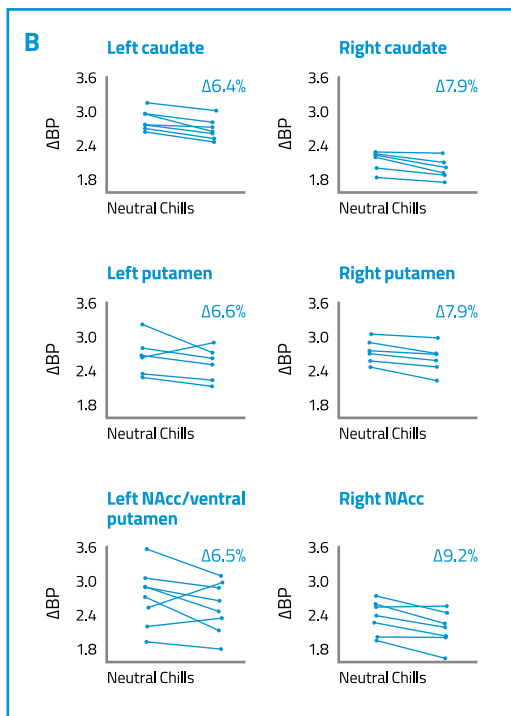 B
Left caudate
ΔBP
3.6
3.0
2.4
1.8
Δ6.4%
Neutral Chills
Right caudate
ΔBP
3.6
3.0
2.4
1.8
Δ7.9%
Neutral Chills
Left putamen
ΔBP
3.6
3.0
2.4
1.8
Δ6.6%
Neutral Chills
Right putamen
ΔBP
3.6
3.0
2.4
1.8
Δ7.9%
Neutral Chills
Left NAcc/ventral
putamen
ΔBP
3.6
3.0
2.4
1.8
Δ6.5%
Neutral Chills
Right NAcc
ΔBP
3.6
3.0
2.4
1.8
Δ9.2%
Neutral Chills